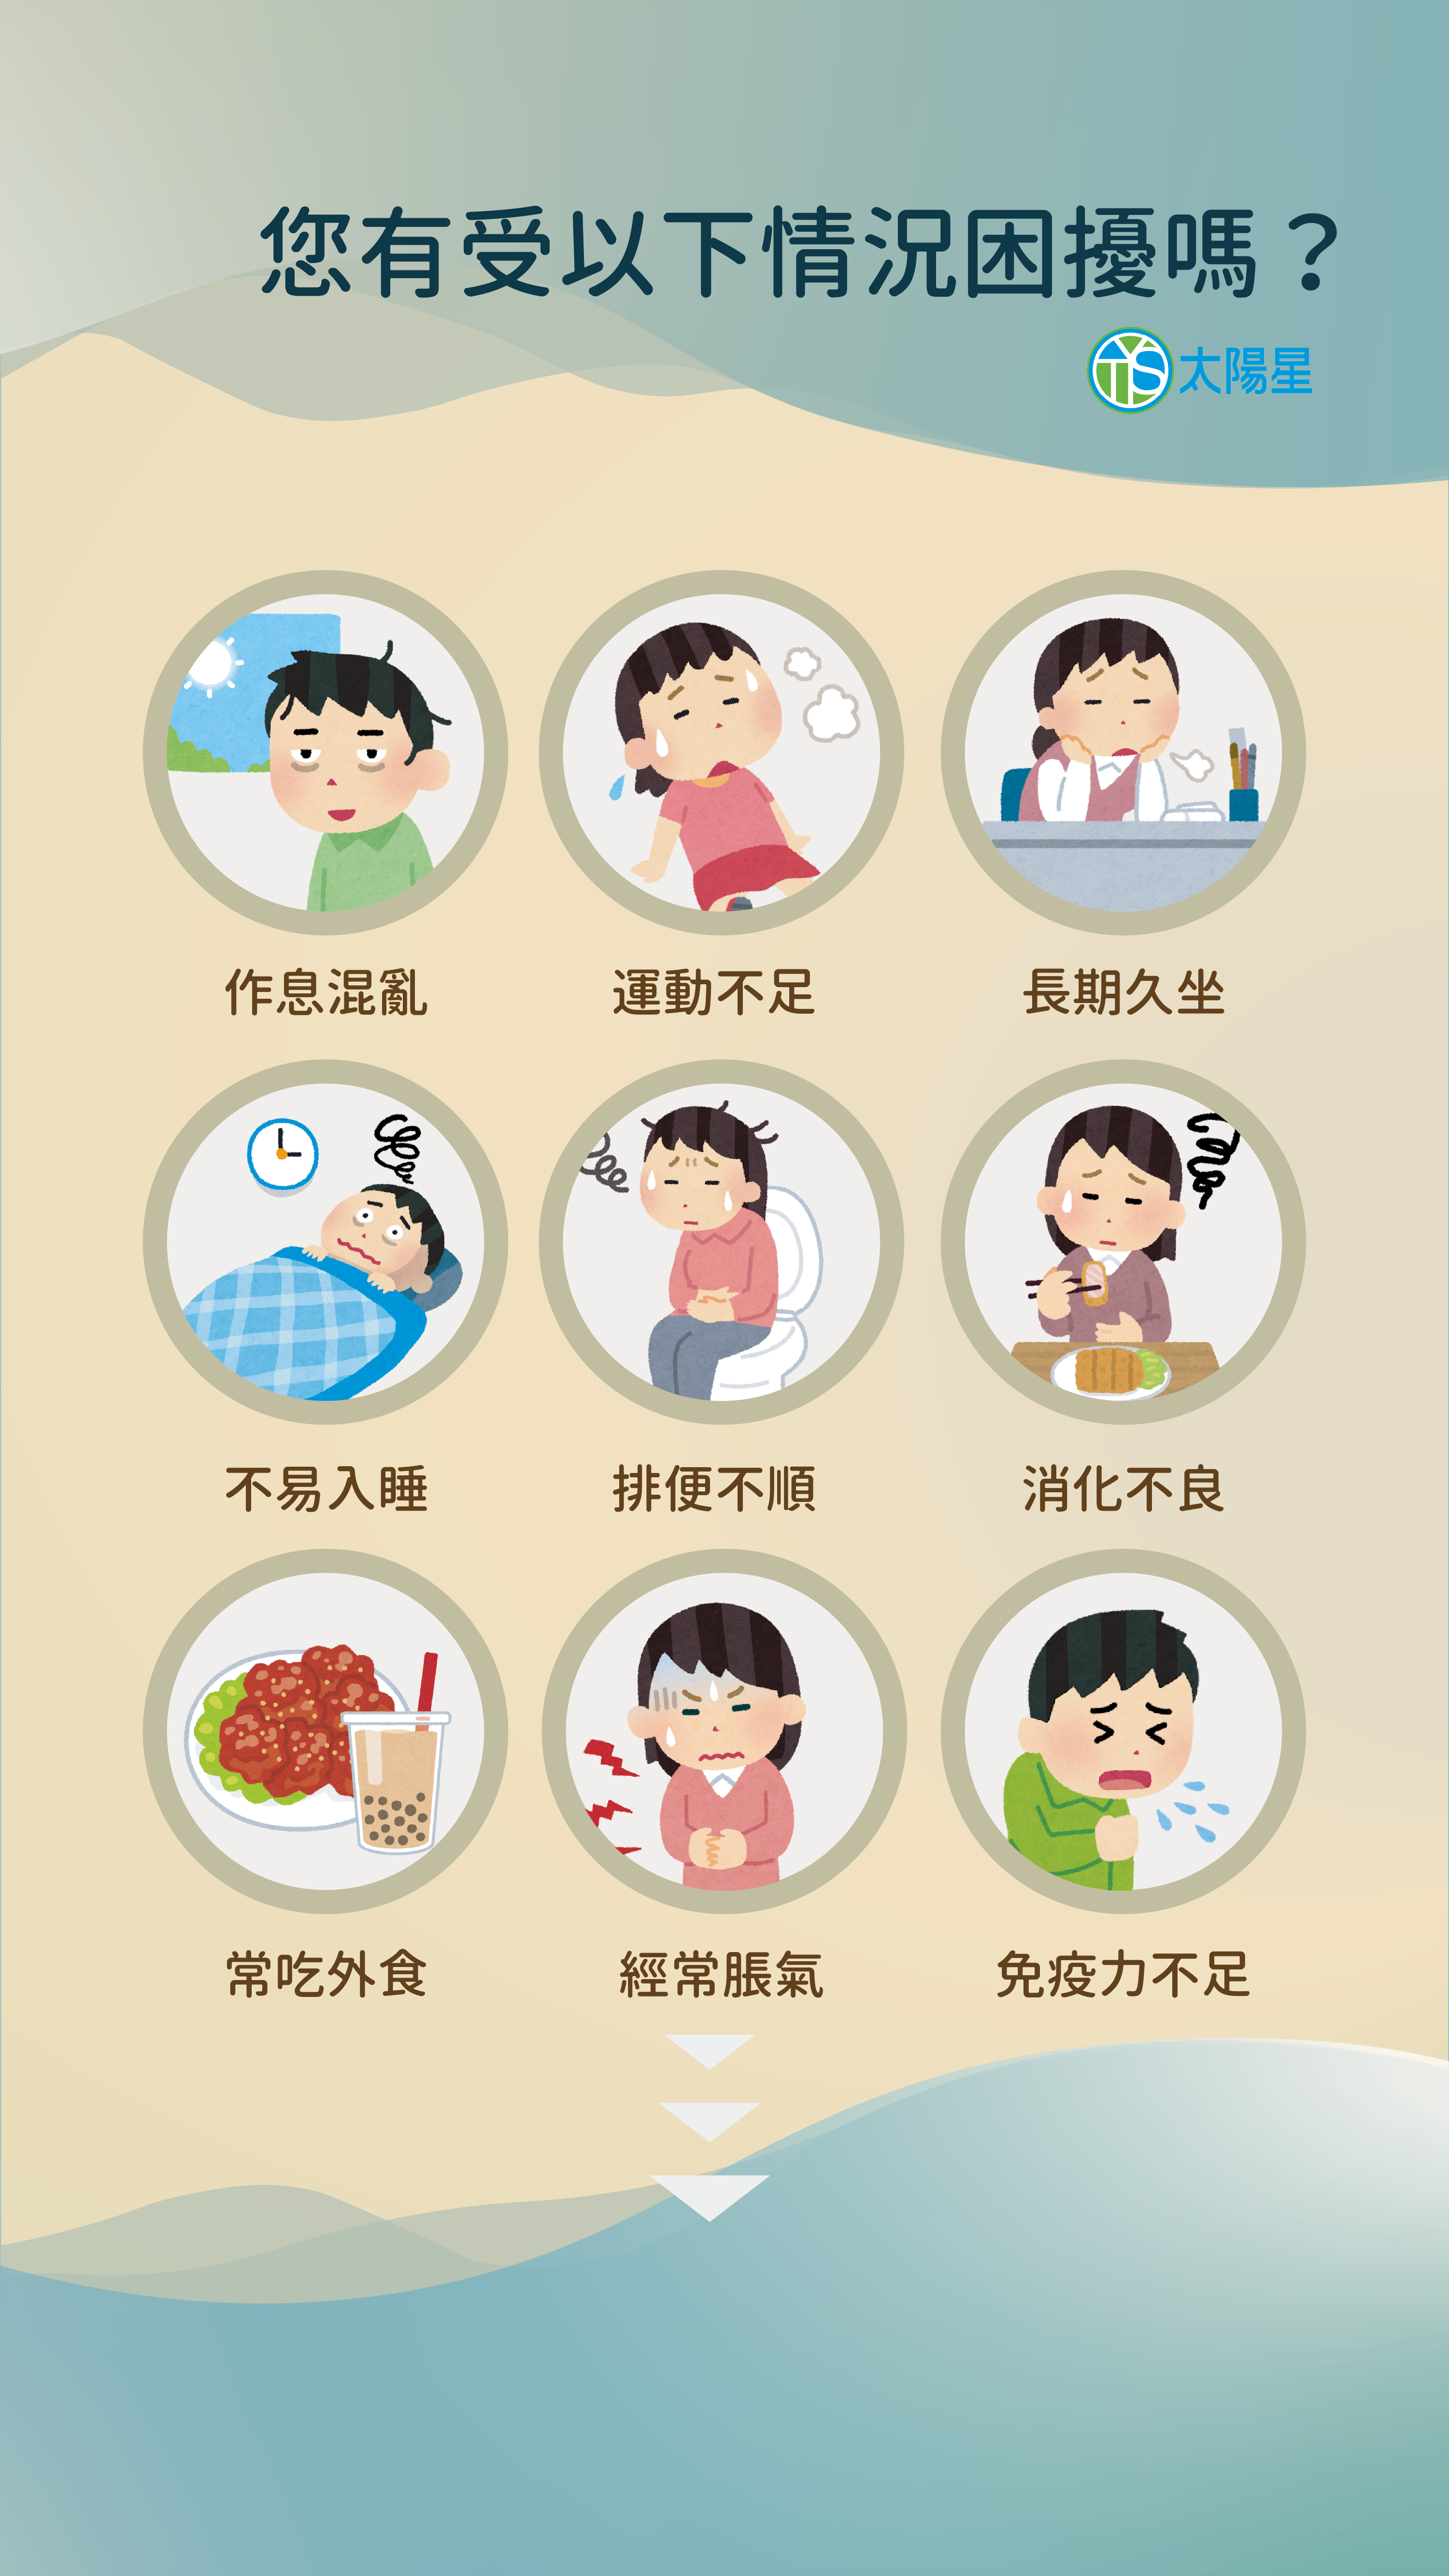 您有受以下情況困擾嗎？
TYS 太陽星
作息混亂
運動不足
長期久坐
不易入睡
排便不順
消化不良
常吃外食
經常脹氣
免疫力不足